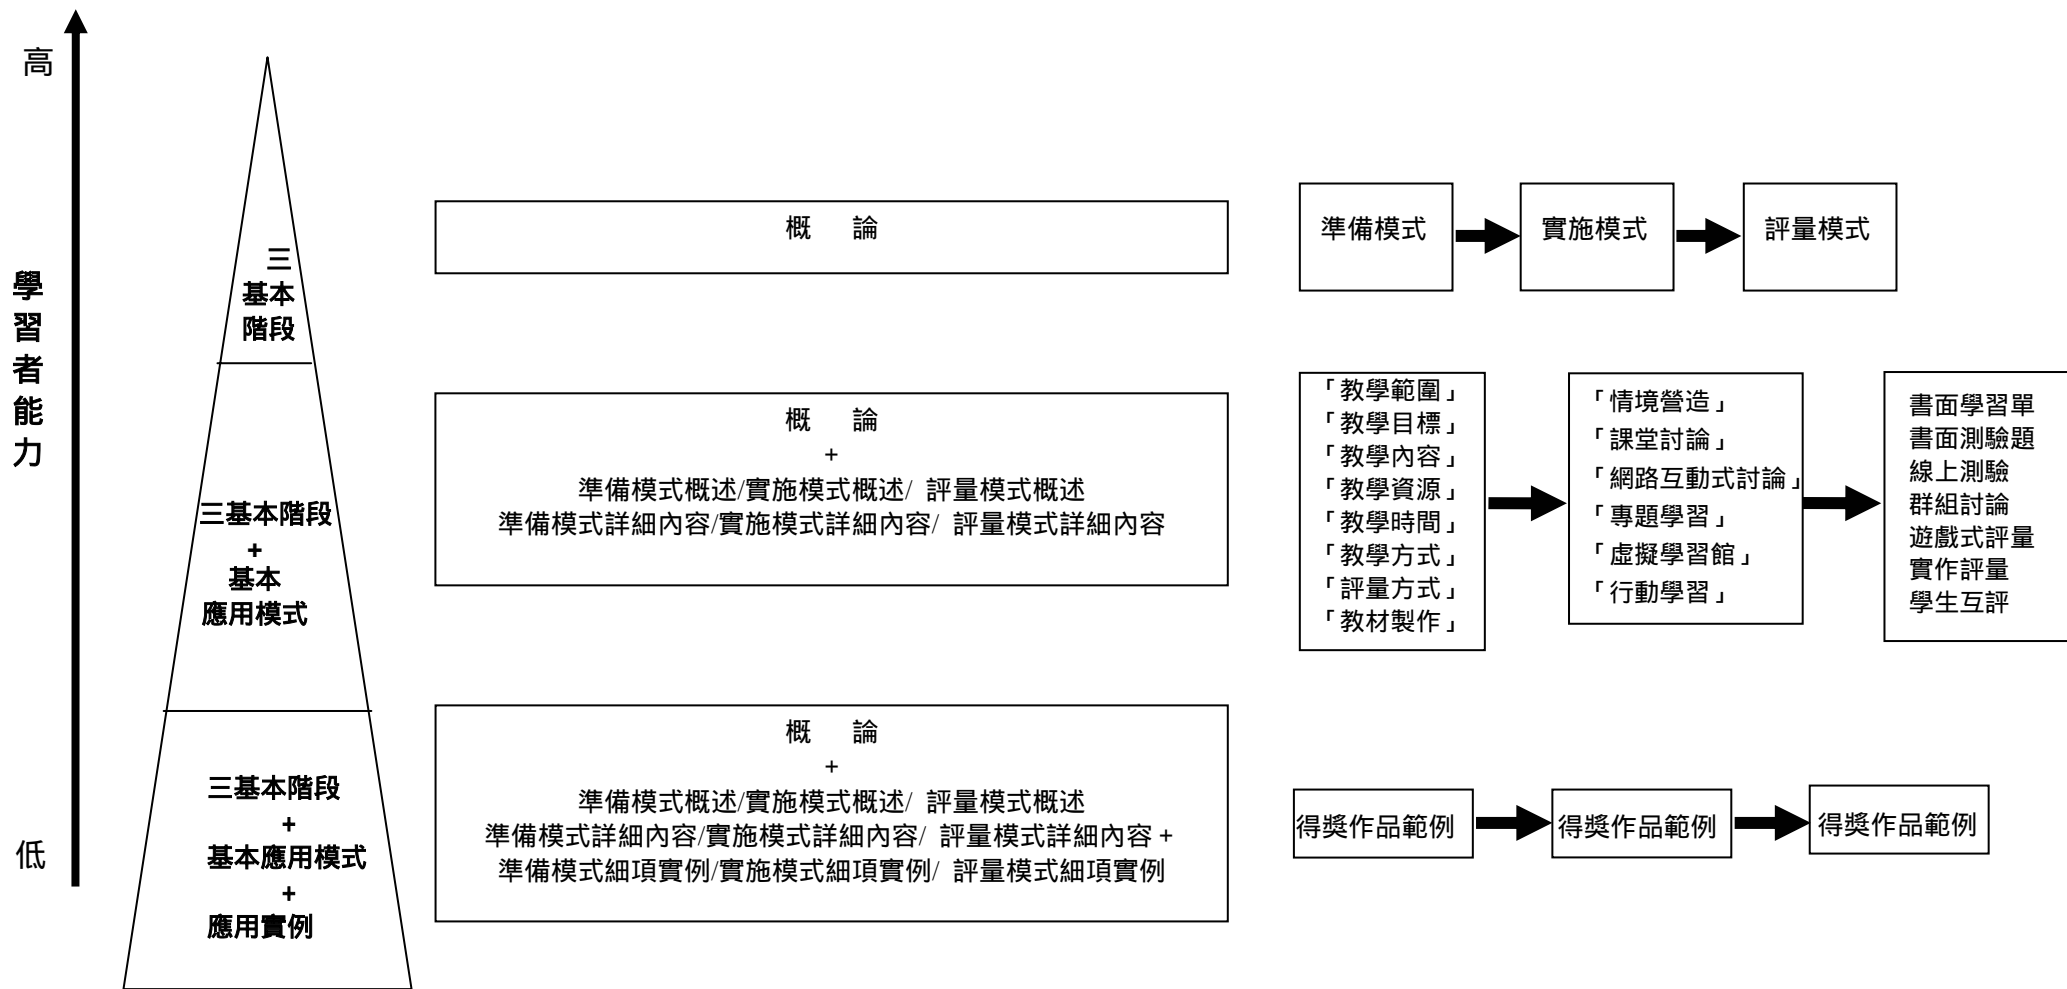 高
學
習
者
能
力
低
三
基本
階段
三基本階段
+
基本
應用模式
三基本階段
+
基本應用模式
+
應用實例
概 論
概 論
+
準備模式概述/實施模式概述/ 評量模式概述
準備模式詳細內容/實施模式詳細內容/ 評量模式詳細內容
概 論
+
準備模式概述/實施模式概述/ 評量模式概述
準備模式詳細內容/實施模式詳細內容/ 評量模式詳細內容 +
準備模式細項實例/實施模式細項實例/ 評量模式細項實例
準備模式
實施模式
評量模式
「教學範圍」
「教學目標」
「教學內容」
「教學資源」
「教學時間」
「教學方式」
「評量方式」
「教材製作」
「情境營造」
「課堂討論」
「網路互動式討論」
「專題學習」
「虛擬學習館」
「行動學習」
書面學習單
書面測驗題
線上測驗
群組討論
遊戲式評量
實作評量
學生互評
得獎作品範例
得獎作品範例
得獎作品範例